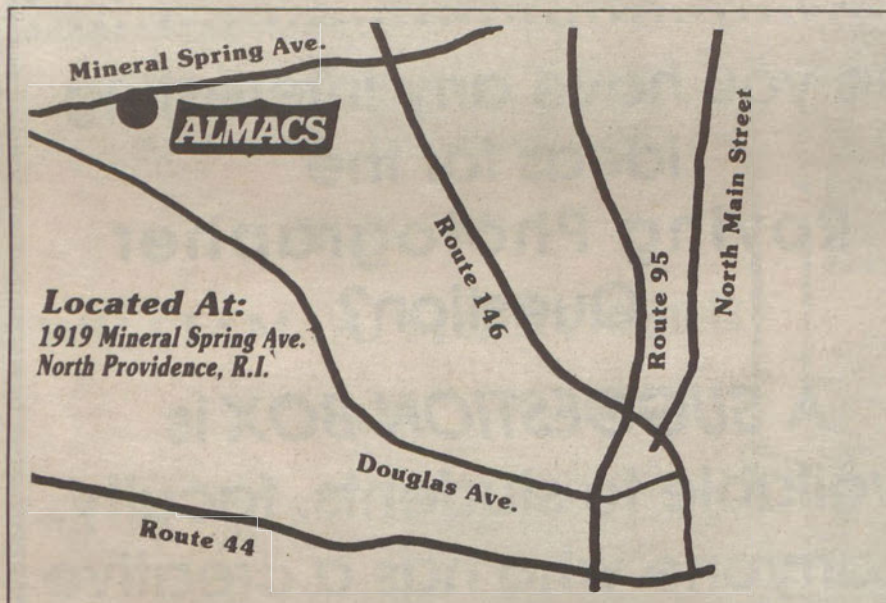 Mineral Spring Ave.
ALMACS
Route 146
Route 95
North Main Street
Located At:
1919 Mineral Spring Ave.
North Providence, R.I.
Douglas Ave.
Route 44